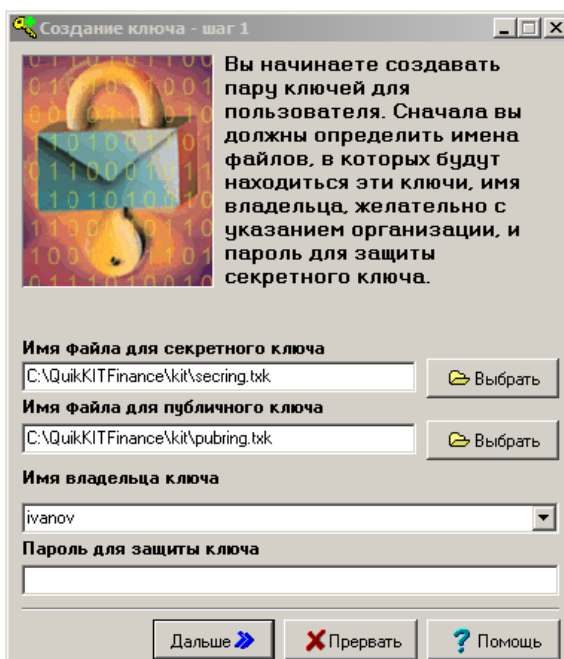 Создание ключа - шаг 1
Вы начинаете создавать
пару ключей для
пользователя. Сначала вы
должны определить имена
файлов, в которых будут
находиться эти ключи, имя
владельца, желательно с
указанием организации, и
пароль для защиты
секретного ключа.
Имя файла для секретного ключа
C:\QuikKITFinance\kit\secring.txk
Выбрать
Имя файла для публичного ключа
C:\QuikKITFinance\kit\pubring.txk
Выбрать
Имя владельца ключа
ivanov
Пароль для защиты ключа
Дальше
Прервать
Помощь